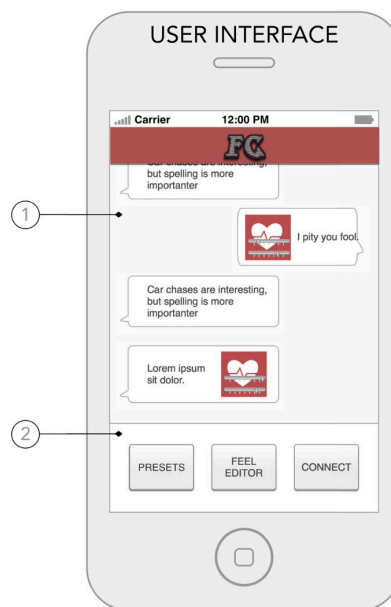 USER INTERFACE
Carrier 12:00 PM
FC
Car chases are interesting,
but spelling is more
importanter
1
I pity you fool.
Car chases are interesting,
but spelling is more
importanter
Lorem ipsum
sit dolor.
2
PRESETS
FEEL
EDITOR
CONNECT